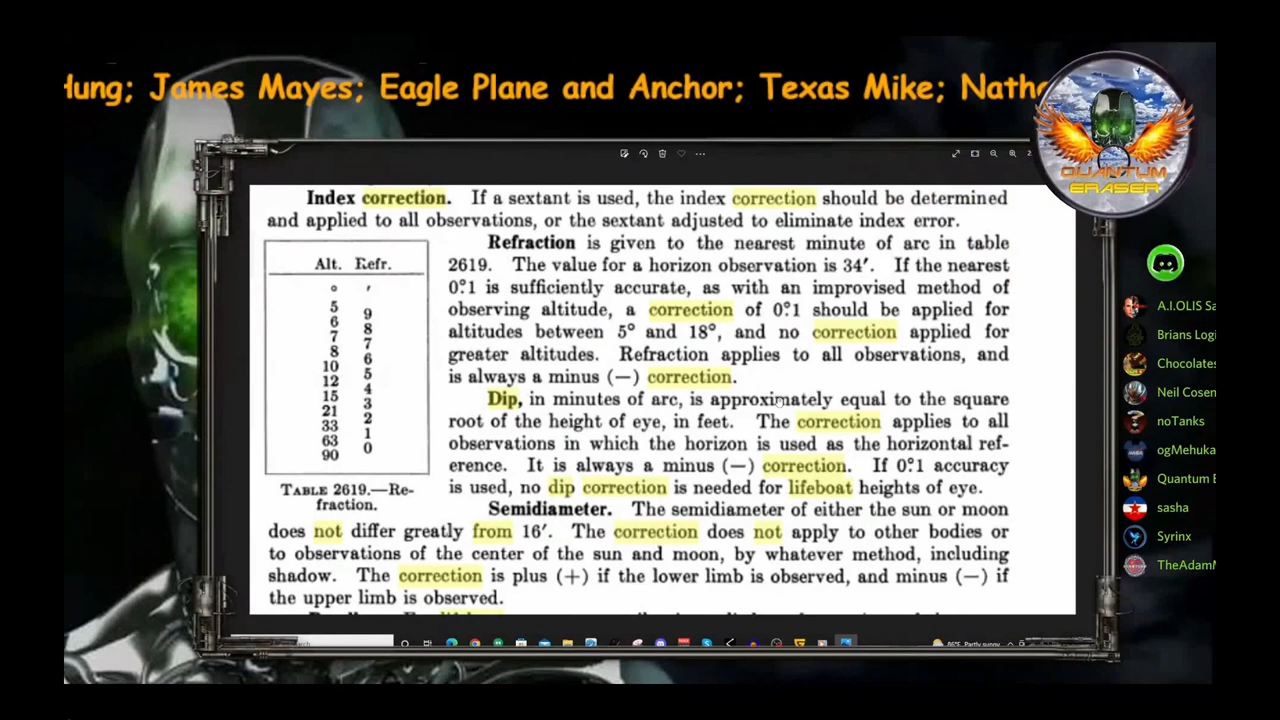 Hung; James Mayes; Eagle Plane and Anchor; Texas Mike; Natha
QUANTUM
ERASER
Index correction. If a sextant is used, the index correction should be determined
and applied to all observations, or the sextant adjusted to eliminate index error.
Alt. Refr.
° ′
5
6 9
7 8
8 7
10 6
12 5
15 4
21 3
33 2
63 1
90 0
TABLE 2619.—Re-
fraction.
Refraction is given to the nearest minute of arc in table
2619. The value for a horizon observation is 34′. If the nearest
0°.1 is sufficiently accurate, as with an improvised method of
observing altitude, a correction of 0°.1 should be applied for
altitudes between 5° and 18°, and no correction applied for
greater altitudes. Refraction applies to all observations, and
is always a minus (−) correction.
Dip, in minutes of arc, is approximately equal to the square
root of the height of eye, in feet. The correction applies to all
observations in which the horizon is used as the horizontal ref-
erence. It is always a minus (−) correction. If 0°.1 accuracy
is used, no dip correction is needed for lifeboat heights of eye.
Semidiameter. The semidiameter of either the sun or moon
does not differ greatly from 16′. The correction does not apply to other bodies or
to observations of the center of the sun and moon, by whatever method, including
shadow. The correction is plus (+) if the lower limb is observed, and minus (−) if
the upper limb is observed.
A.I.OLIS Sa
Brians Logi
Chocolates
Neil Cosen
noTanks
ogMehuka
Quantum E
sasha
Syrinx
TheAdamM
86°F Partly sunny